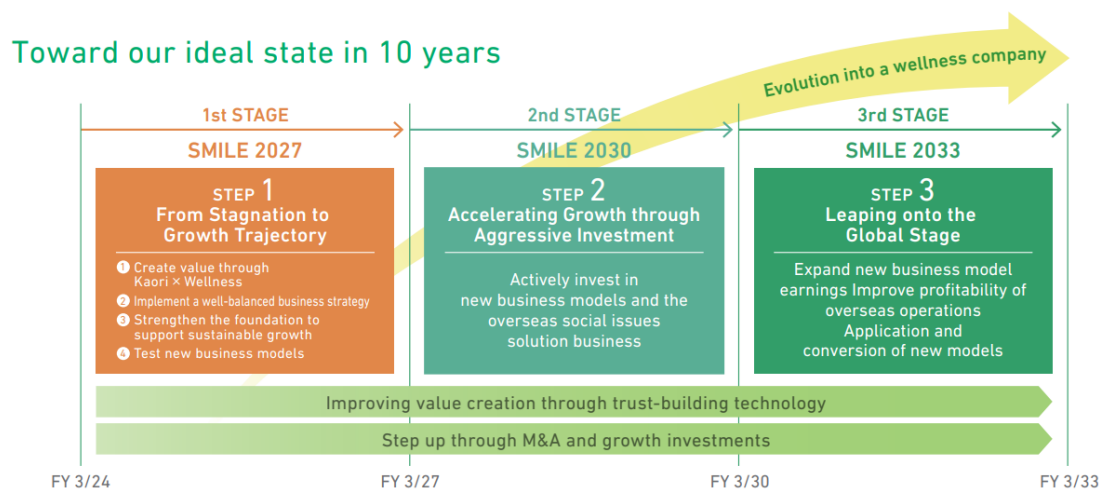 Toward our ideal state in 10 years
Evolution into a wellness company
1st STAGE
SMILE 2027
STEP 1
From Stagnation to
Growth Trajectory
1 Create value through
Kaori × Wellness
2 Implement a well-balanced business strategy
3 Strengthen the foundation to
support sustainable growth
4 Test new business models
2nd STAGE
SMILE 2030
STEP 2
Accelerating Growth through
Aggressive Investment
Actively invest in
new business models and the
overseas social issues
solution business
3rd STAGE
SMILE 2033
STEP 3
Leaping onto the
Global Stage
Expand new business model
earnings Improve profitability of
overseas operations
Application and
conversion of new models
Improving value creation through trust-building technology
Step up through M&A and growth investments
FY 3/24
FY 3/27
FY 3/30
FY 3/33